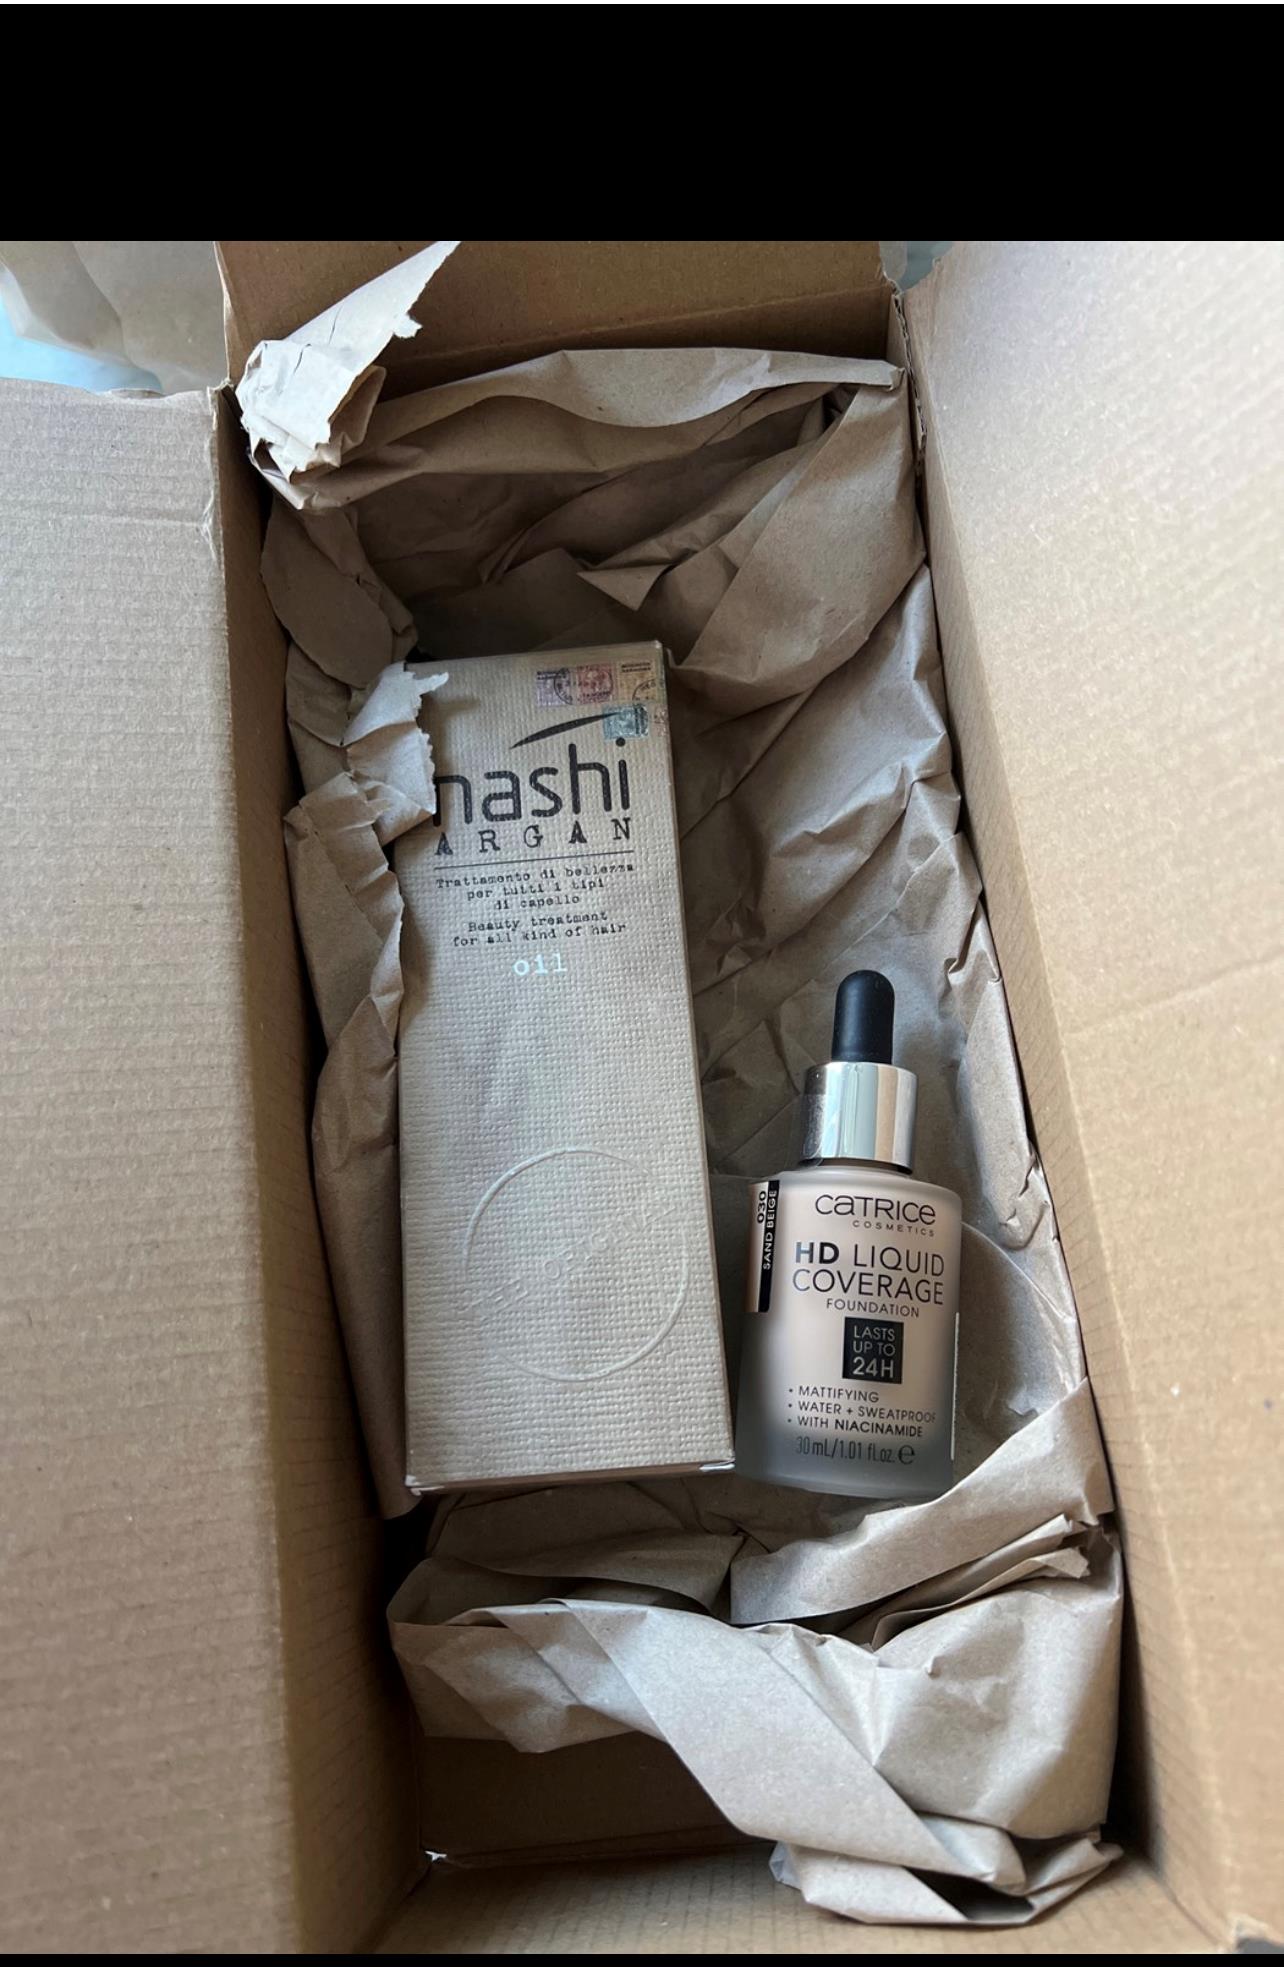 nashi
ARGAN
Trattamento di bellezza
per tutti i tipi
di capello
Beauty treatment
for all kind of hair
oil
030
SAND BEIGE
CATRICE
COSMETICS
HD LIQUID
COVERAGE
FOUNDATION
LASTS
UP TO
24H
• MATTIFYING
• WATER + SWEATPROOF
• WITH NIACINAMIDE
30 mL/1.01 fl.oz. ℮